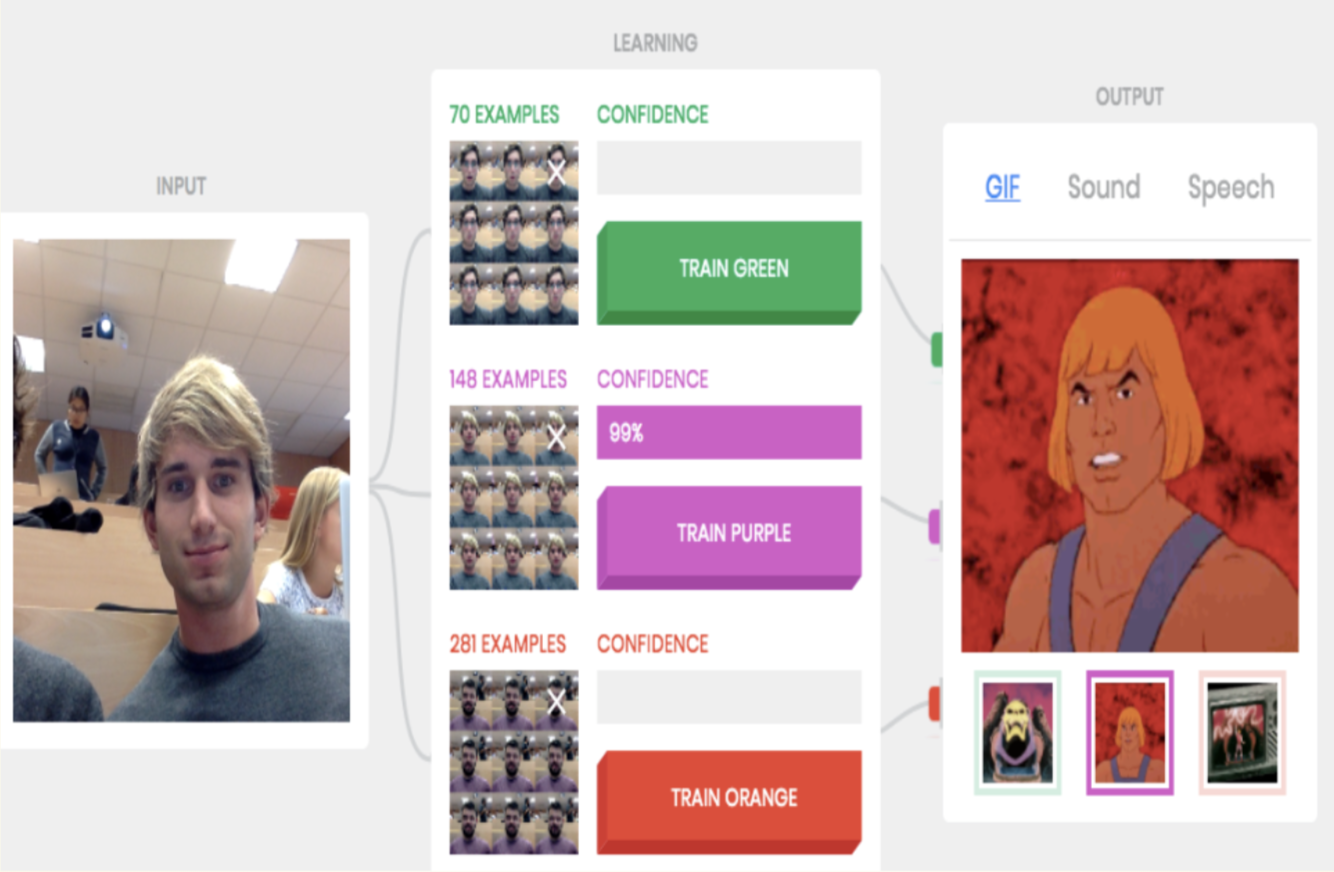 LEARNING
OUTPUT
INPUT
70 EXAMPLES CONFIDENCE
TRAIN GREEN
148 EXAMPLES CONFIDENCE
99%
TRAIN PURPLE
281 EXAMPLES CONFIDENCE
TRAIN ORANGE
GIF Sound Speech